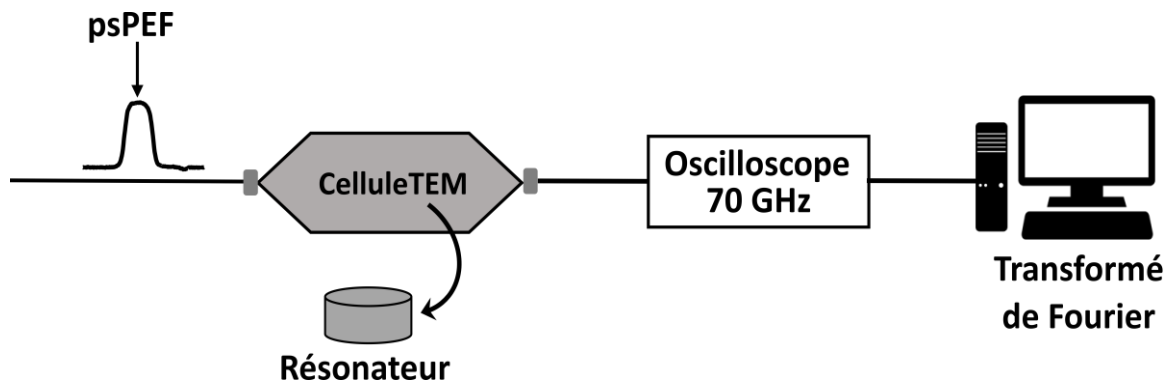 psPEF
CelluleTEM
Résonateur
Oscilloscope
70 GHz
Transformé
de Fourier